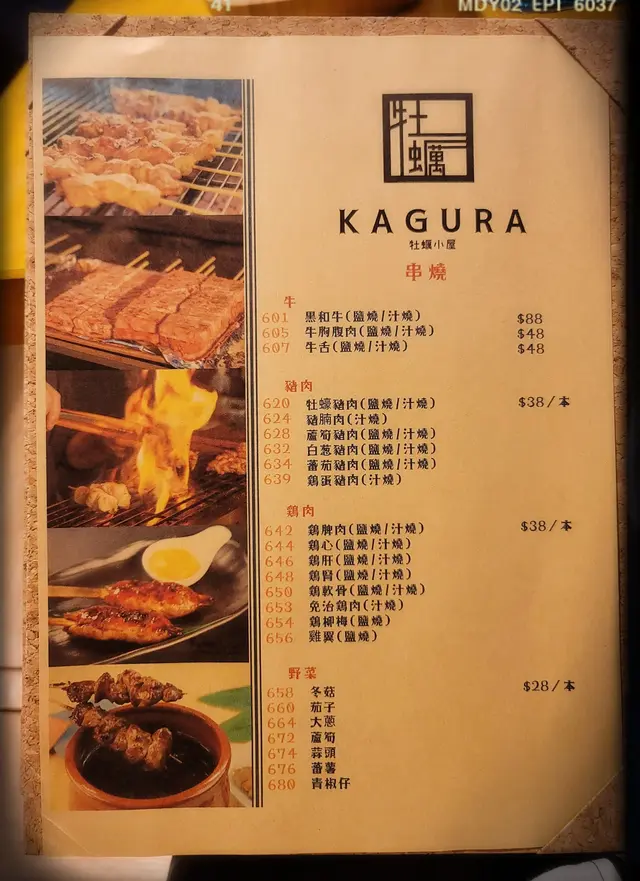 41
MDY02 EPI 6037
牡蠣
KAGURA
牡蠣小屋
串燒
牛
601 黑和牛(鹽燒/汁燒) $88
605 牛胸腹肉(鹽燒/汁燒) $48
607 牛舌(鹽燒/汁燒) $48
豬肉
620 牡蠔豬肉(鹽燒/汁燒) $38/本
624 豬腩肉(汁燒)
628 蘆筍豬肉(鹽燒/汁燒)
632 白葱豬肉(鹽燒/汁燒)
634 蕃茄豬肉(鹽燒/汁燒)
639 鶏蛋豬肉(汁燒)
鶏肉
642 鶏脾肉(鹽燒/汁燒) $38/本
644 鶏心(鹽燒/汁燒)
646 鶏肝(鹽燒/汁燒)
648 鶏腎(鹽燒/汁燒)
650 鶏軟骨(鹽燒/汁燒)
653 免治鶏肉(汁燒)
654 鶏柳梅(鹽燒)
656 雞翼(鹽燒)
野菜
658 冬菇 $28/本
660 茄子
664 大蔥
672 蘆筍
674 蒜頭
676 蕃薯
680 青椒仔